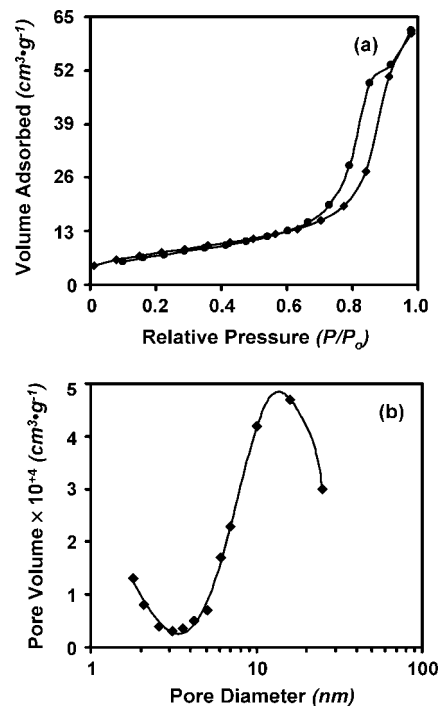 (a)
Volume Adsorbed (cm³•g⁻¹)
65
52
39
26
13
0
0 0.2 0.4 0.6 0.8 1.0
Relative Pressure (P/Pₒ)
(b)
Pore Volume × 10⁺⁴ (cm³•g⁻¹)
5
4
3
2
1
0
1 10 100
Pore Diameter (nm)